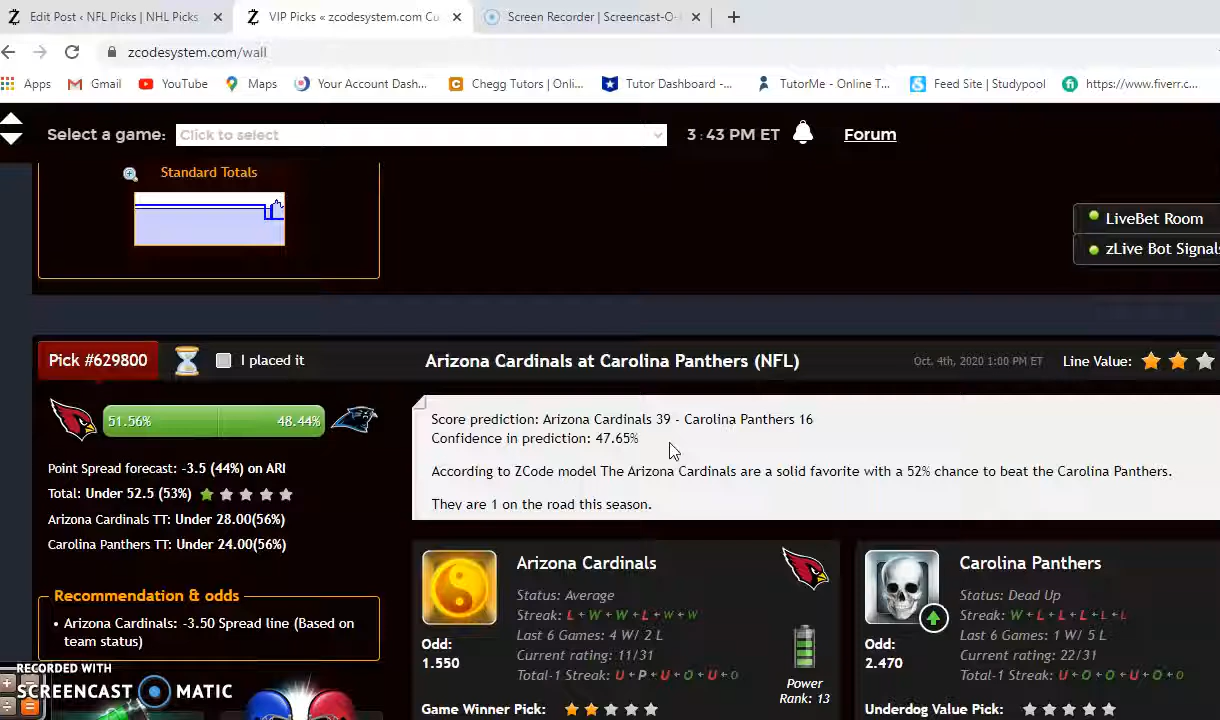 Edit Post ‹ NFL Picks | NHL Picks
VIP Picks « zcodesystem.com Cu
Screen Recorder | Screencast-O-
zcodesystem.com/wall
Apps
Gmail
YouTube
Maps
Your Account Dash...
Chegg Tutors | Onli...
Tutor Dashboard -...
TutorMe - Online T...
Feed Site | Studypool
https://www.fiverr.c...
Select a game:
Click to select
3:43 PM ET
Forum
Standard Totals
LiveBet Room
zLive Bot Signals
Pick #629800
I placed it
Arizona Cardinals at Carolina Panthers (NFL)
Oct. 4th, 2020 1:00 PM ET
Line Value:
51.56%
48.44%
Score prediction: Arizona Cardinals 39 - Carolina Panthers 16
Confidence in prediction: 47.65%
According to ZCode model The Arizona Cardinals are a solid favorite with a 52% chance to beat the Carolina Panthers.
They are 1 on the road this season.
Point Spread forecast: -3.5 (44%) on ARI
Total: Under 52.5 (53%)
Arizona Cardinals TT: Under 28.00(56%)
Carolina Panthers TT: Under 24.00(56%)
Recommendation & odds
• Arizona Cardinals: -3.50 Spread line (Based on
team status)
Arizona Cardinals
Status: Average
Streak: L - W - W - L - W - W
Last 6 Games: 4 W/ 2 L
Current rating: 11/31
Total-1 Streak: U - P - U - O - U - O
Odd:
1.550
Power
Rank: 13
Game Winner Pick:
Carolina Panthers
Status: Dead Up
Streak: W - L - L - L - L - L
Last 6 Games: 1 W/ 5 L
Current rating: 22/31
Total-1 Streak: U - O - O - U - O - O
Odd:
2.470
Underdog Value Pick:
RECORDED WITH
SCREENCAST MATIC